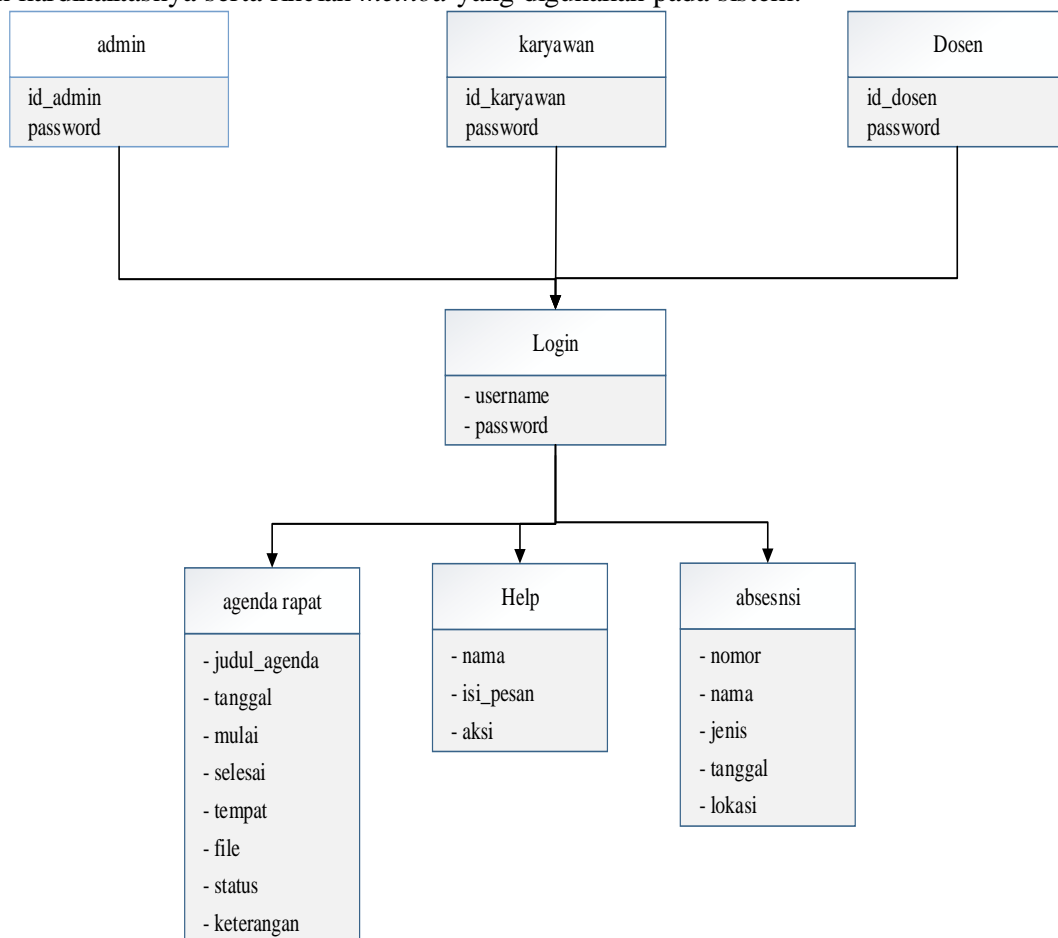 kardinalitasnya serta rincian method yang digunakan pada sistem.
admin
id_admin
password
karyawan
id_karyawan
password
Dosen
id_dosen
password
Login
- username
- password
agenda rapat
- judul_agenda
- tanggal
- mulai
- selesai
- tempat
- file
- status
- keterangan
Help
- nama
- isi_pesan
- aksi
absesnsi
- nomor
- nama
- jenis
- tanggal
- lokasi